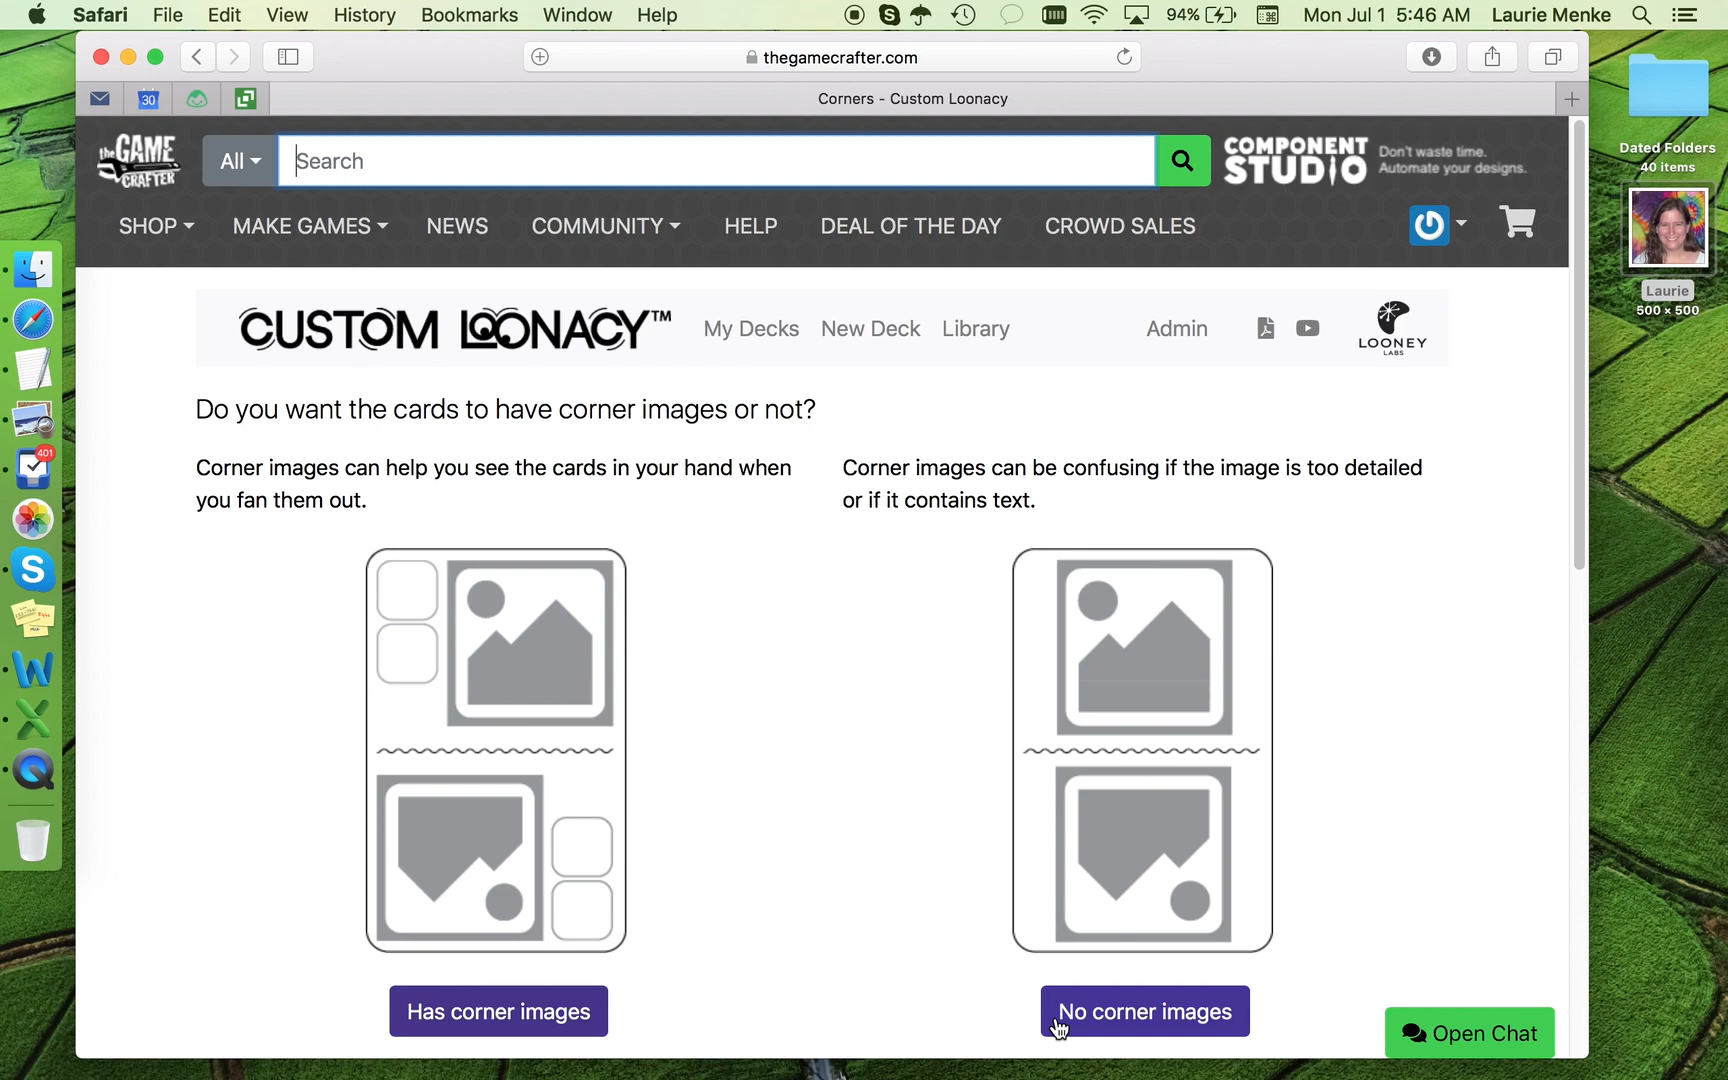 Safari File Edit View History Bookmarks Window Help 94% Mon Jul 1 5:46 AM Laurie Menke
thegamecrafter.com
30
Corners - Custom Loonacy
the GAME CRAFTER
All
Search
COMPONENT STUDIO
Don't waste time.
Automate your designs.
SHOP MAKE GAMES NEWS COMMUNITY HELP DEAL OF THE DAY CROWD SALES
CUSTOM LOONACY™ My Decks New Deck Library Admin
LOONEY
LABS
Do you want the cards to have corner images or not?
Corner images can help you see the cards in your hand when
you fan them out.
Corner images can be confusing if the image is too detailed
or if it contains text.
Has corner images
No corner images
Open Chat
Dated Folders
40 items
Laurie
500 × 500
401